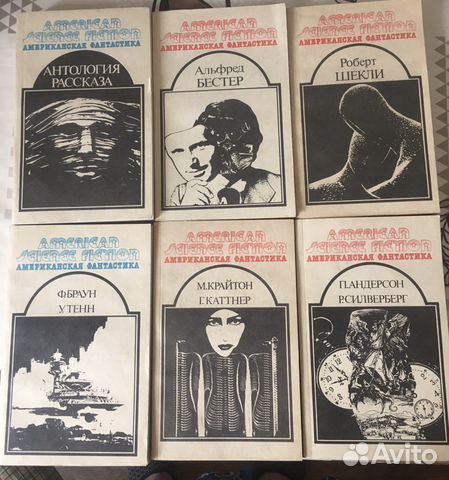 AMERICAN
SCIENCE FICTION
АМЕРИКАНСКАЯ ФАНТАСТИКА
АНТОЛОГИЯ
РАССКАЗА
AMERICAN
SCIENCE FICTION
АМЕРИКАНСКАЯ ФАНТАСТИКА
Альфред
БЕСТЕР
AMERICAN
SCIENCE FICTION
АМЕРИКАНСКАЯ ФАНТАСТИКА
Роберт
ШЕКЛИ
AMERICAN
SCIENCE FICTION
АМЕРИКАНСКАЯ ФАНТАСТИКА
Ф.БРАУН
У.ТЕНН
AMERICAN
SCIENCE FICTION
АМЕРИКАНСКАЯ ФАНТАСТИКА
М.КРАЙТОН
Г.КАТТНЕР
AMERICAN
SCIENCE FICTION
АМЕРИКАНСКАЯ ФАНТАСТИКА
П.АНДЕРСОН
Р.СИЛВЕРБЕРГ
Avito